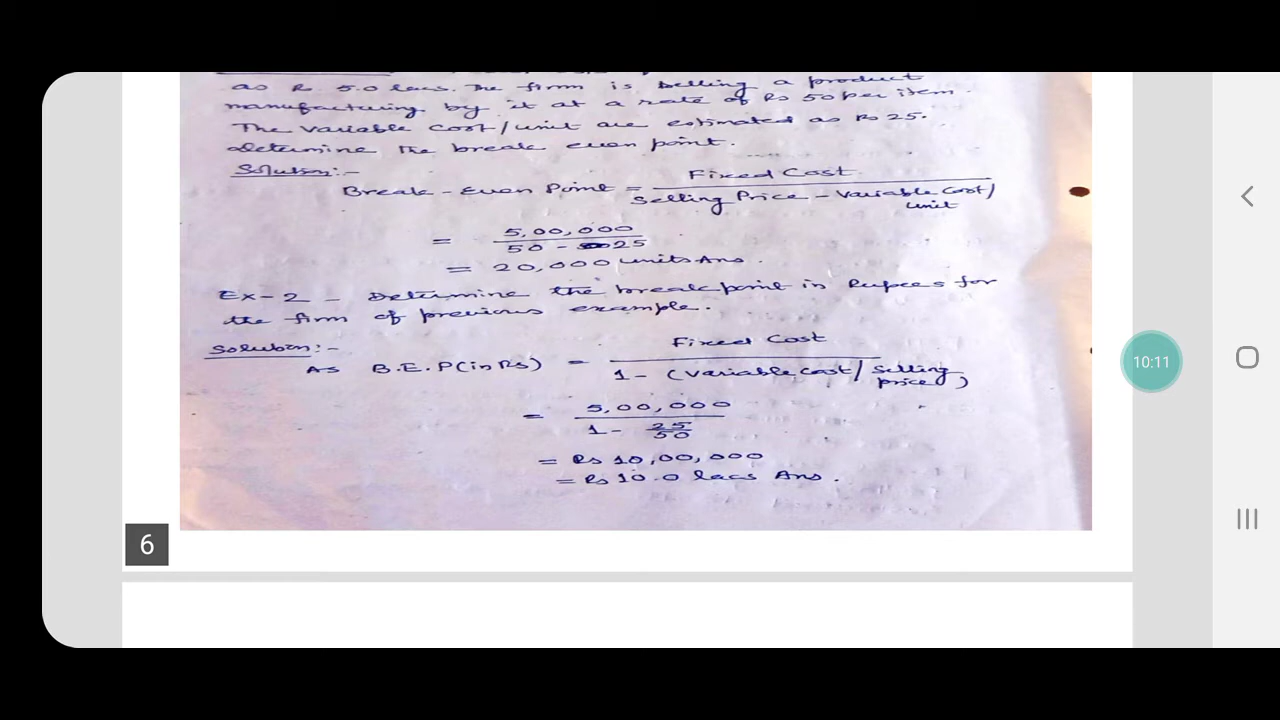 as Rs 5.0 lacs. The firm is selling a product
manufacturing by it at a rate of Rs 50 per item.
The variable cost/unit are estimated as Rs 25.
Determine the break even point.
Solution:-
Break-Even Point = Fixed Cost
Selling Price - Variable Cost/
unit
= 5,00,000
50 - 25
= 20,000 units Ans.
Ex-2 - Determine the break point in Rupees for
the firm of previous example.
Solution:-
As B.E.P(in Rs) = Fixed Cost
1- (Variable Cost/ Selling
price)
= 5,00,000
1- 25
50
= Rs 10,00,000
= Rs 10.0 lacs Ans.
6
10:11